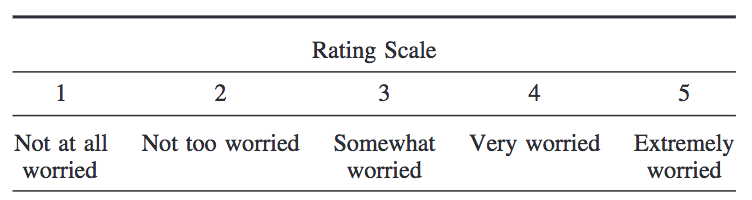 Rating Scale
1 2 3 4 5
Not at all worried Not too worried Somewhat worried Very worried Extremely worried